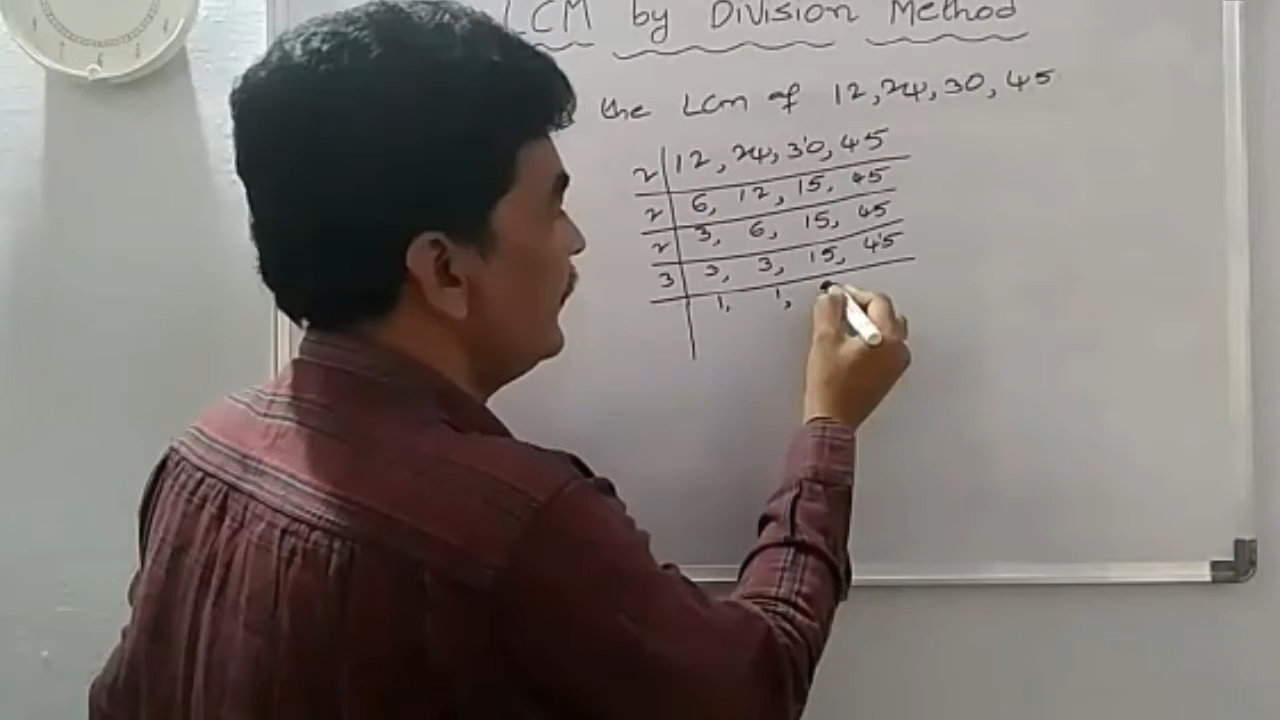 LCM by Division Method
the LCM of 12, 24, 30, 45
2 12, 24, 30, 45
2 6, 12, 15, 45
2 3, 6, 15, 45
3 3, 3, 15, 45
1, 1,